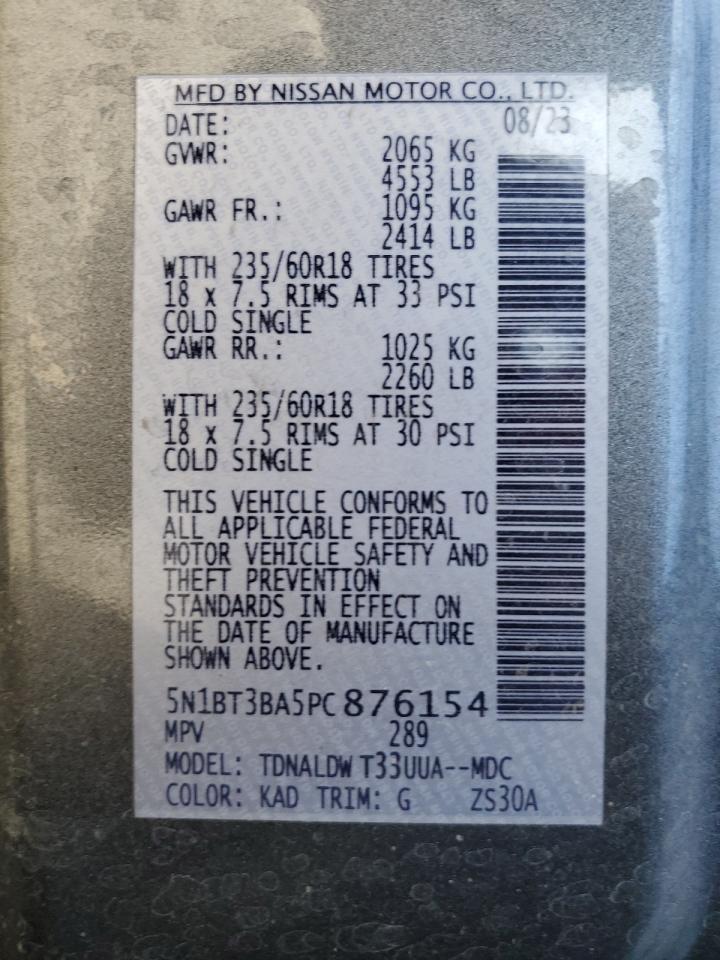 MFD BY NISSAN MOTOR CO., LTD.
DATE: 08/23
GVWR: 2065 KG
4553 LB
GAWR FR.: 1095 KG
2414 LB
WITH 235/60R18 TIRES
18 x 7.5 RIMS AT 33 PSI
COLD SINGLE
GAWR RR.: 1025 KG
2260 LB
WITH 235/60R18 TIRES
18 x 7.5 RIMS AT 30 PSI
COLD SINGLE
THIS VEHICLE CONFORMS TO
ALL APPLICABLE FEDERAL
MOTOR VEHICLE SAFETY AND
THEFT PREVENTION
STANDARDS IN EFFECT ON
THE DATE OF MANUFACTURE
SHOWN ABOVE.
5N1BT3BA5PC876154
MPV 289
MODEL: TDNALDW T33UUA--MDC
COLOR: KAD TRIM: G ZS30A